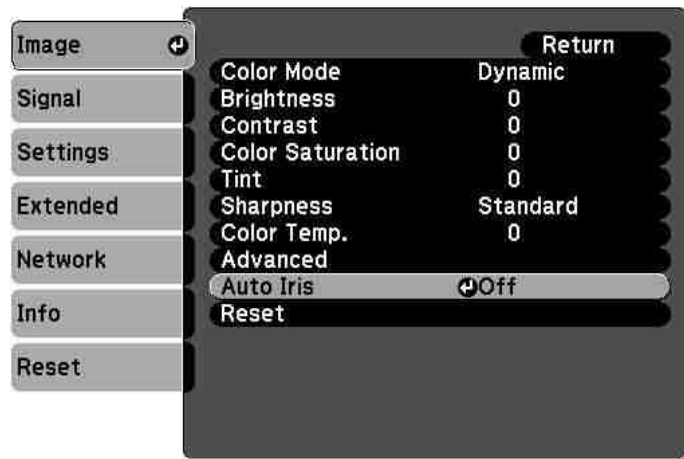 Image
Signal
Settings
Extended
Network
Info
Reset
Return
Color Mode Dynamic
Brightness 0
Contrast 0
Color Saturation 0
Tint 0
Sharpness Standard
Color Temp. 0
Advanced
Auto Iris Off
Reset